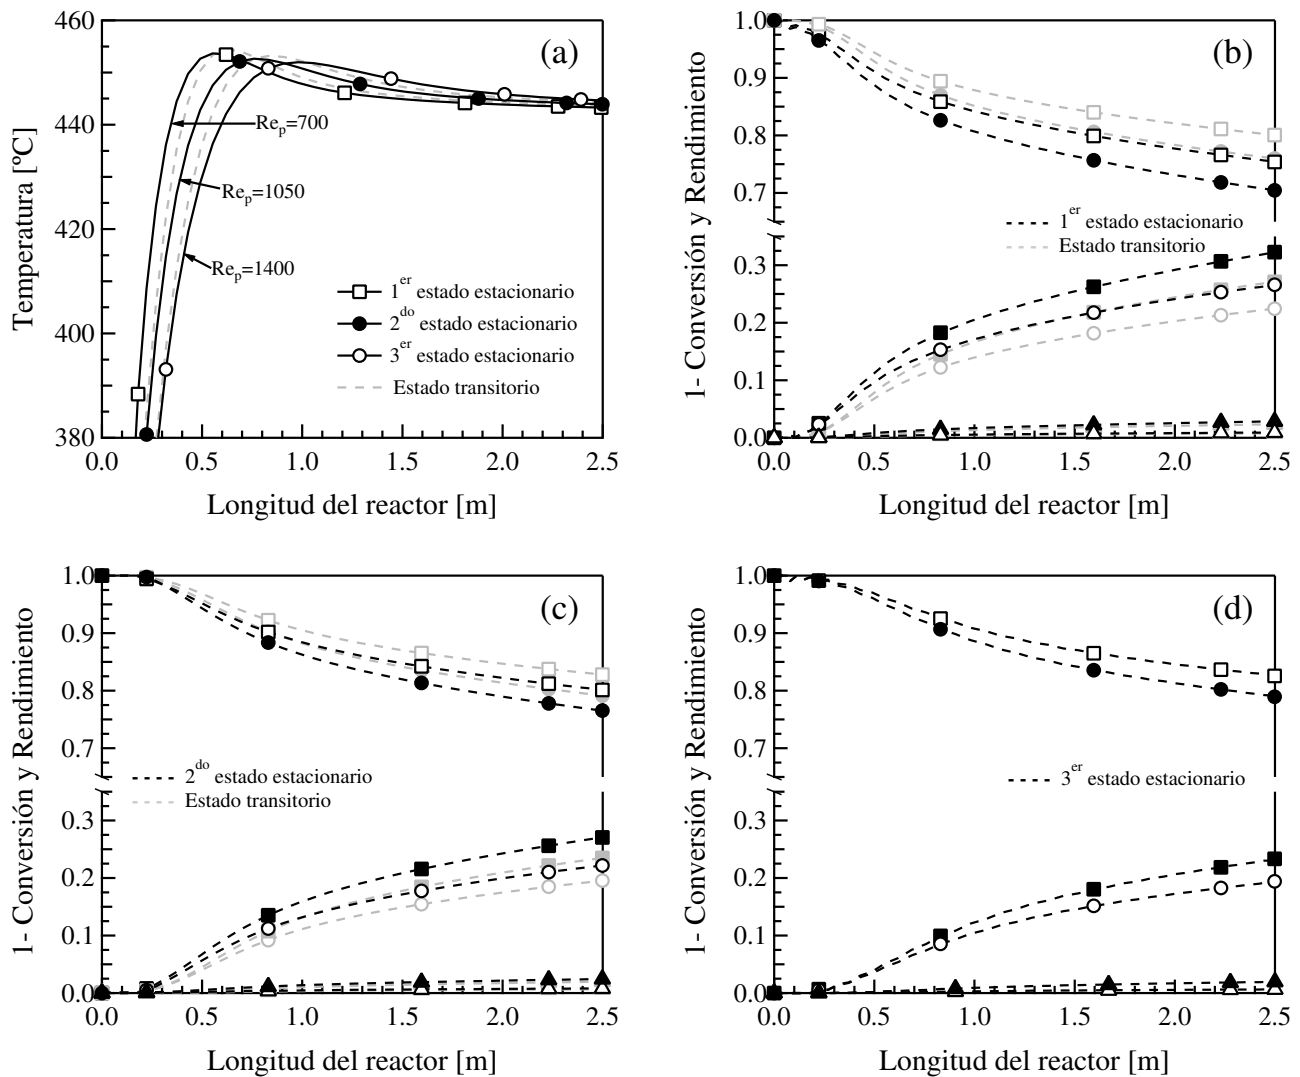 460
440
420
400
380
Temperatura [ºC]
(a)
Re_p=700
Re_p=1050
Re_p=1400
1^er estado estacionario
2^do estado estacionario
3^er estado estacionario
Estado transitorio
0.0 0.5 1.0 1.5 2.0 2.5
Longitud del reactor [m]
1.0
0.9
0.8
0.7
0.3
0.2
0.1
0.0
1- Conversión y Rendimiento
(b)
1^er estado estacionario
Estado transitorio
0.0 0.5 1.0 1.5 2.0 2.5
Longitud del reactor [m]
1.0
0.9
0.8
0.7
0.3
0.2
0.1
0.0
1- Conversión y Rendimiento
(c)
2^do estado estacionario
Estado transitorio
0.0 0.5 1.0 1.5 2.0 2.5
Longitud del reactor [m]
1.0
0.9
0.8
0.7
0.3
0.2
0.1
0.0
1- Conversión y Rendimiento
(d)
3^er estado estacionario
0.0 0.5 1.0 1.5 2.0 2.5
Longitud del reactor [m]